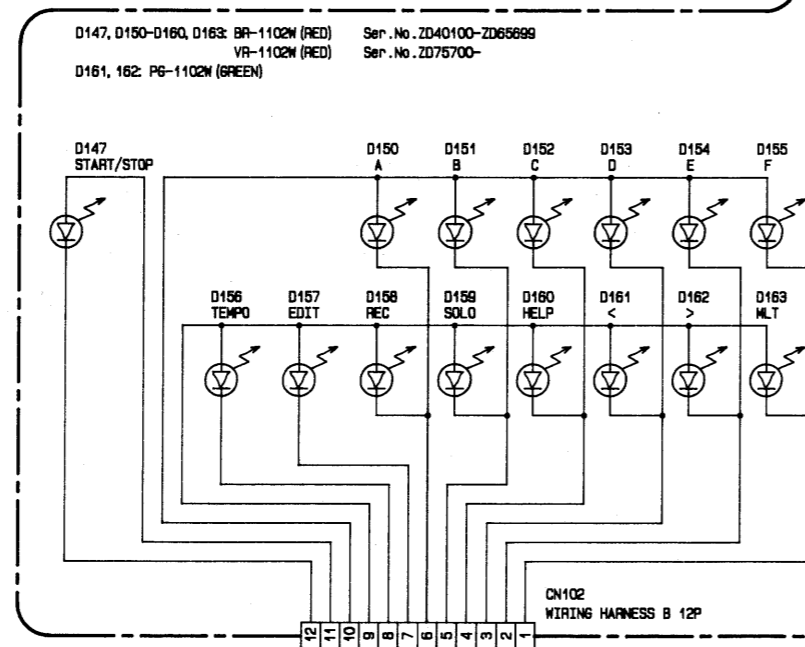 D147, D150-D160, D163: BR-1102W (RED) Ser.No.ZD40100-ZD65699
VR-1102W (RED) Ser.No.ZD75700-
D161, 162: PG-1102W (GREEN)
D147
START/STOP
D150
A
D151
B
D152
C
D153
D
D154
E
D155
F
D156
TEMPO
D157
EDIT
D158
REC
D159
SOLO
D160
HELP
D161
<
D162
>
D163
MLT
CN102
WIRING HARNESS B 12P
12 11 10 9 8 7 6 5 4 3 2 1